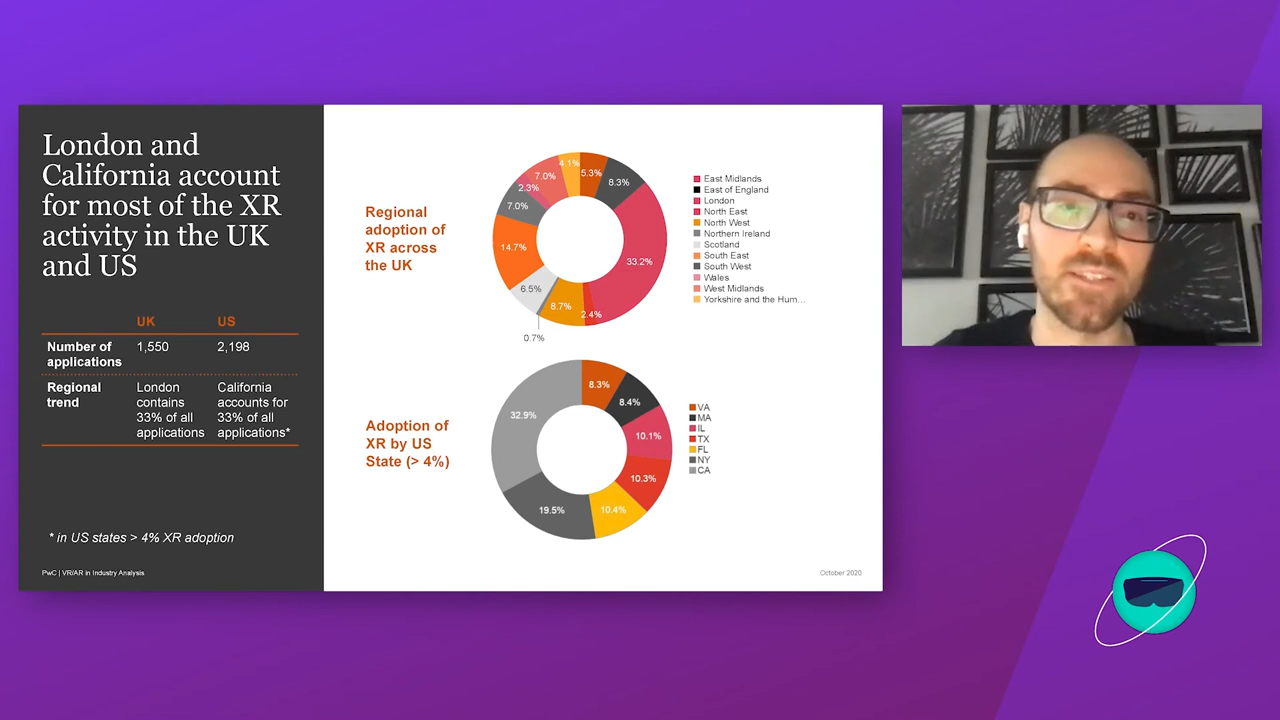 London and
California account
for most of the XR
activity in the UK
and US
UK US
Number of applications 1,550 2,198
Regional trend
London contains 33% of all applications
California accounts for 33% of all applications*
* in US states > 4% XR adoption
PwC | VR/AR in Industry Analysis
Regional
adoption of
XR across
the UK
5.3%
8.3%
33.2%
2.4%
8.7%
0.7%
6.5%
14.7%
7.0%
2.3%
7.0%
4.1%
East Midlands
East of England
London
North East
North West
Northern Ireland
Scotland
South East
South West
Wales
West Midlands
Yorkshire and the Hum...
Adoption of
XR by US
State (> 4%)
8.3%
8.4%
10.1%
10.3%
10.4%
19.5%
32.9%
VA
MA
IL
TX
FL
NY
CA
October 2020